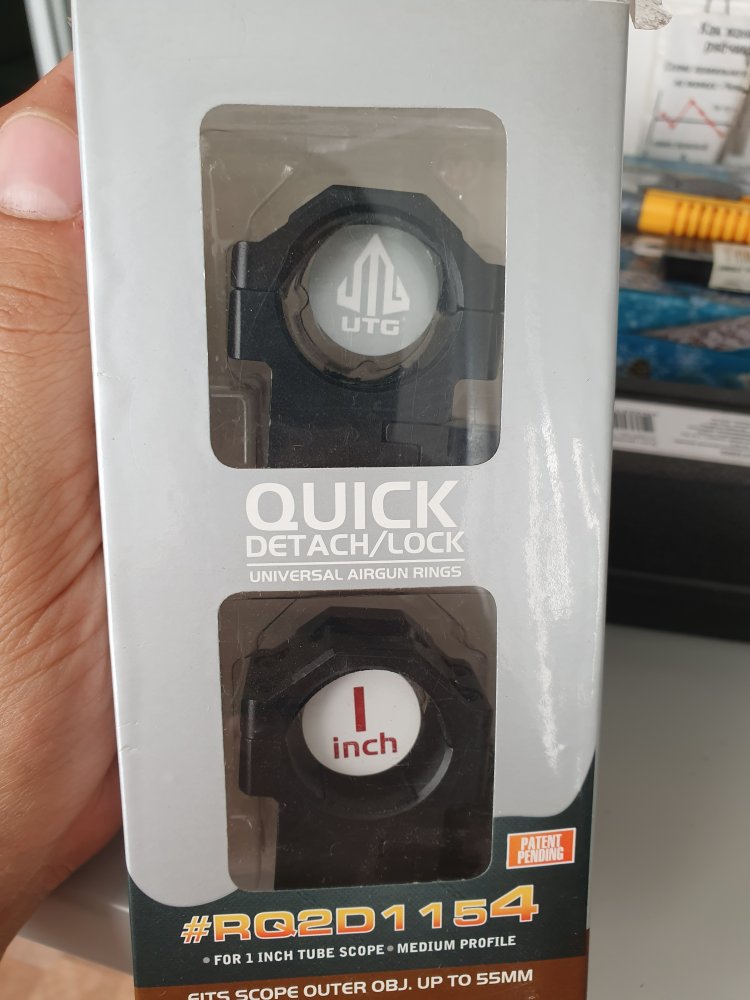 UTG
QUICK
DETACH/LOCK
UNIVERSAL AIRGUN RINGS
1
inch
PATENT
PENDING
#RQ2D1154
• FOR 1 INCH TUBE SCOPE • MEDIUM PROFILE
FITS SCOPE OUTER OBJ. UP TO 55MM